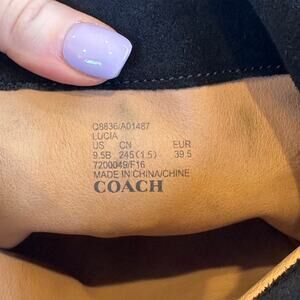 Q8836/A01487
LUCIA
US CN EUR
9.5B 245(1.5) 39.5
7200049/F16
MADE IN CHINA/CHINE
COACH